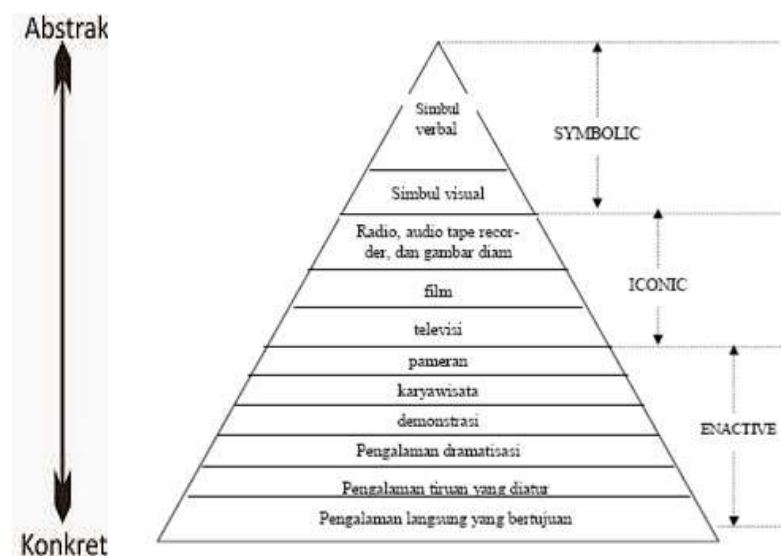 Abstrak
Simbul
verbal
SYMBOLIC
Simbul visual
Radio, audio tape recor-
der, dan gambar diam
ICONIC
film
televisi
pameran
karyawisata
demonstrasi
ENACTIVE
Pengalaman dramatisasi
Pengalaman tiruan yang diatur
Pengalaman langsung yang bertujuan
Konkret